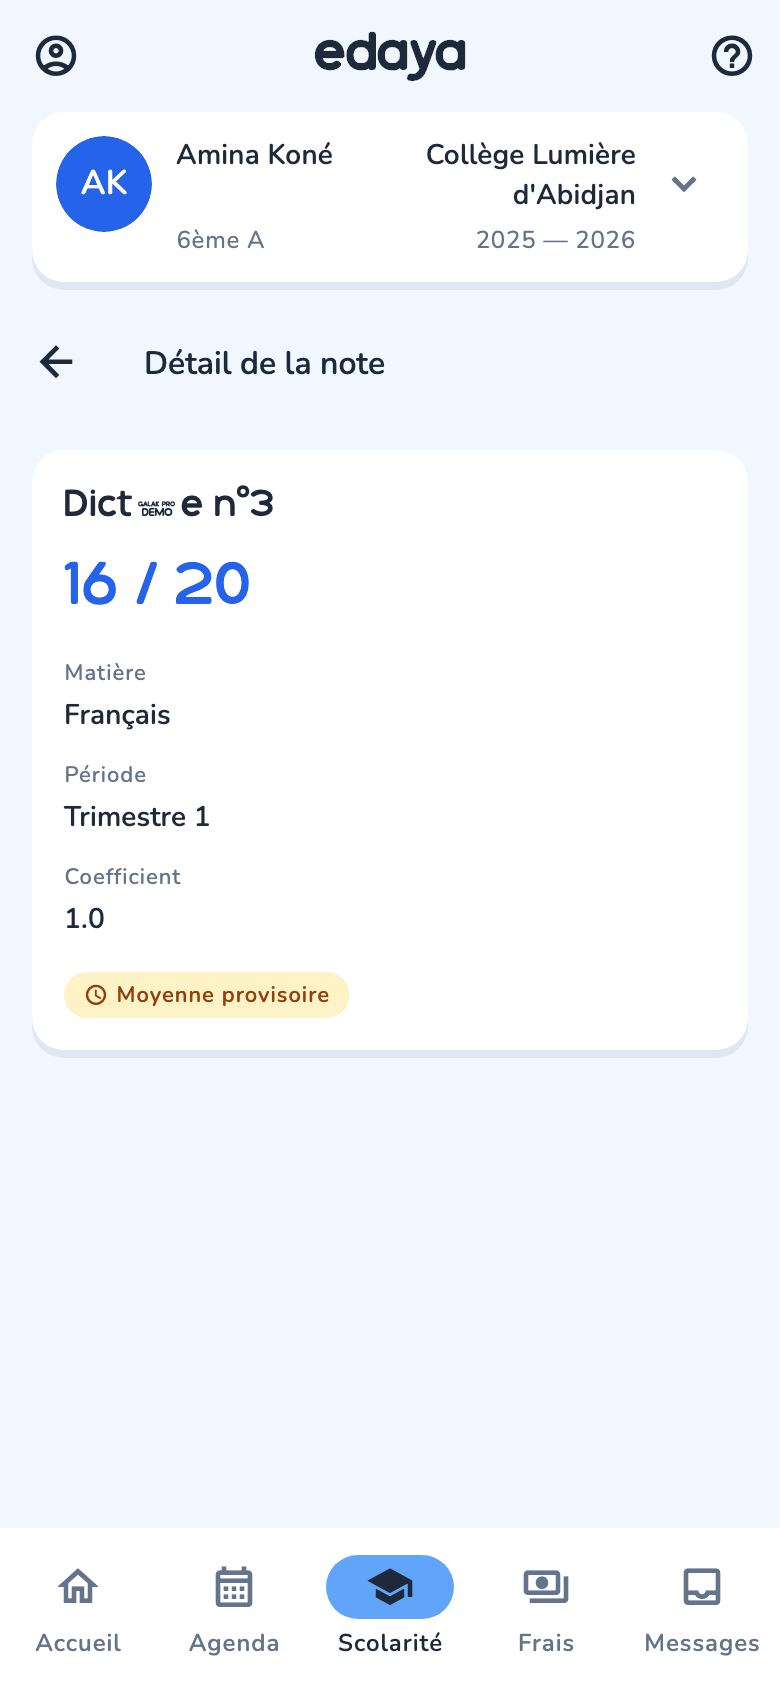 edaya
AK
Amina Koné
Collège Lumière
d'Abidjan
6ème A
2025 — 2026
Détail de la note
Dict GALAK PRO DEMO e n°3
16 / 20
Matière
Français
Période
Trimestre 1
Coefficient
1.0
Moyenne provisoire
Accueil
Agenda
Scolarité
Frais
Messages